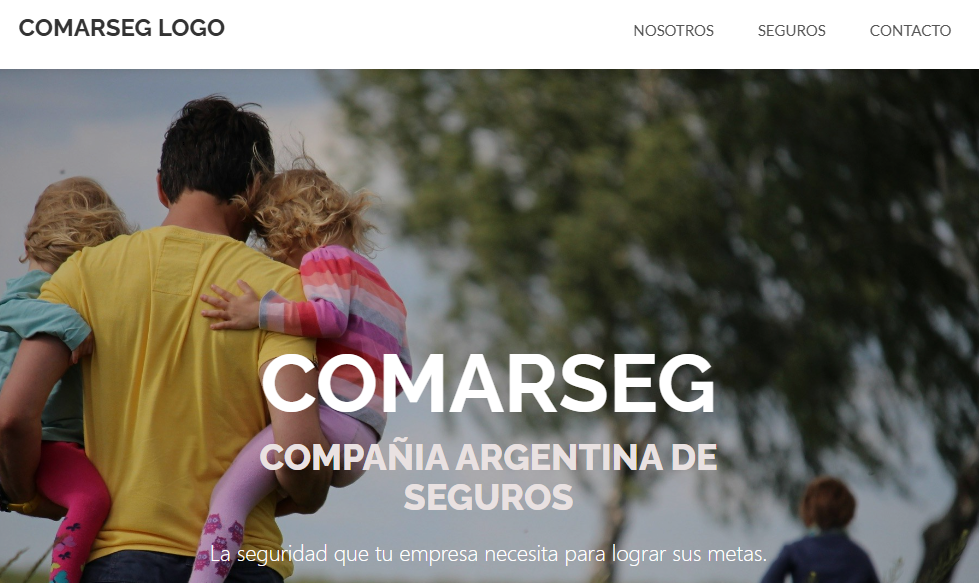 COMARSEG LOGO
NOSOTROS
SEGUROS
CONTACTO
COMARSEG
COMPAÑIA ARGENTINA DE
SEGUROS
La seguridad que tu empresa necesita para lograr sus metas.